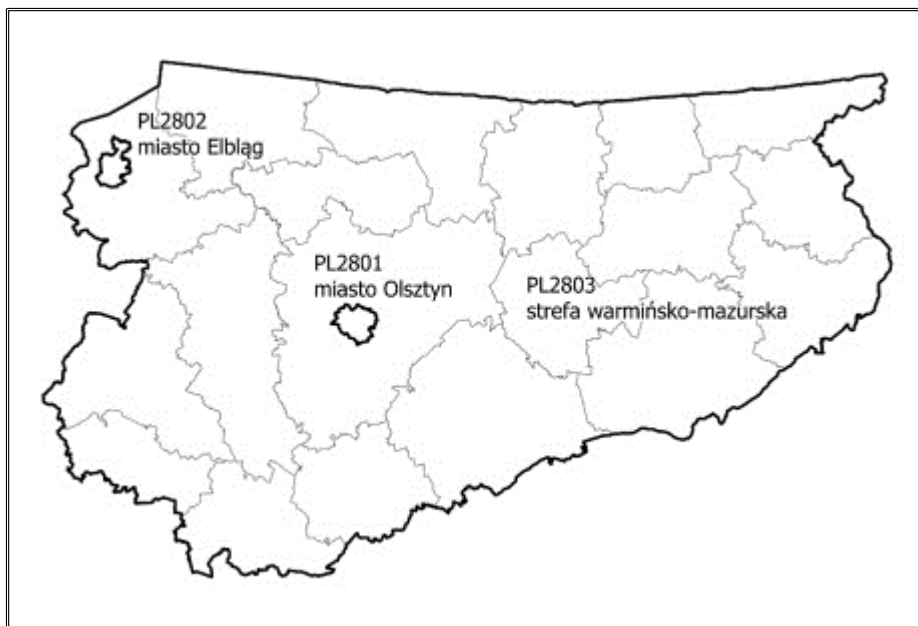 PL2802
miasto Elbląg
PL2801
miasto Olsztyn
PL2803
strefa warmińsko-mazurska